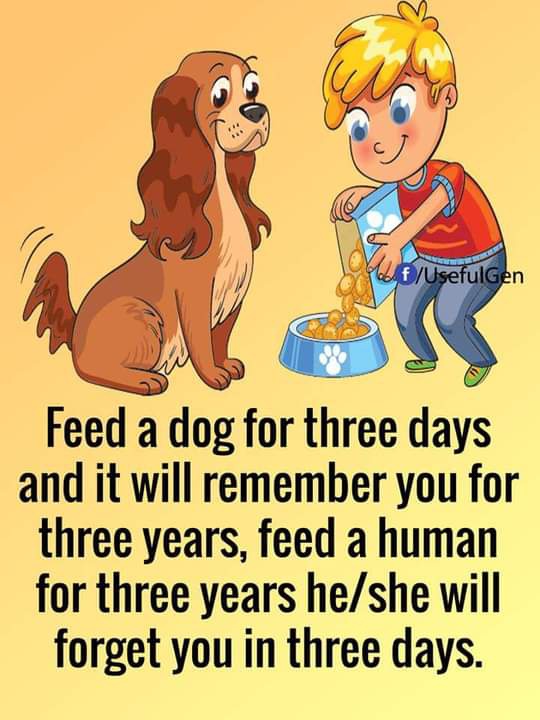 f/UsefulGen
Feed a dog for three days
and it will remember you for
three years, feed a human
for three years he/she will
forget you in three days.